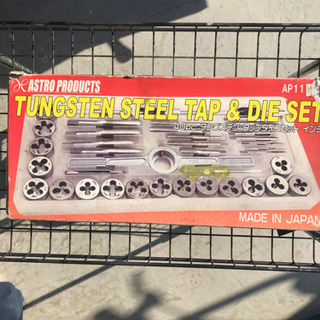 ASTRO PRODUCTS
AP11
TUNGSTEN STEEL TAP & DIE SET
MADE IN JAPAN